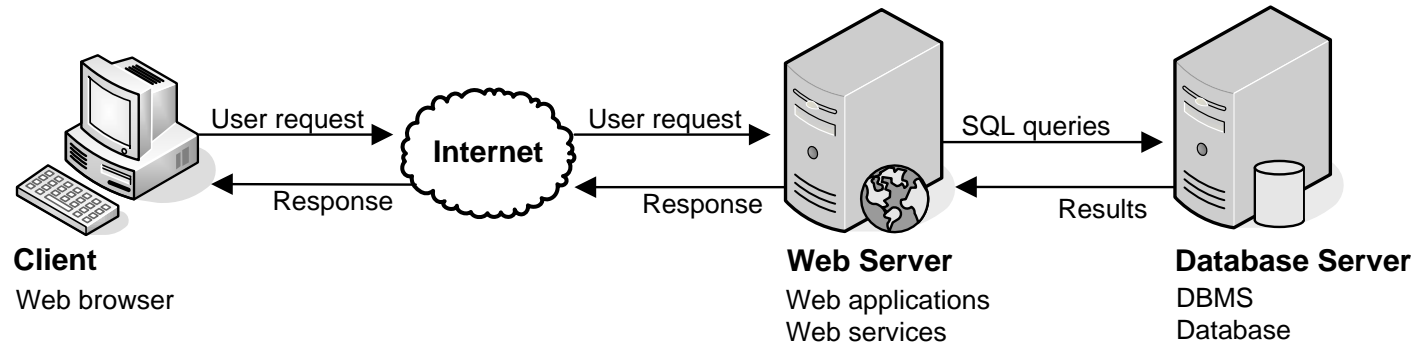 User request
Internet
User request
SQL queries
Response
Response
Results
Client
Web browser
Web Server
Web applications
Web services
Database Server
DBMS
Database